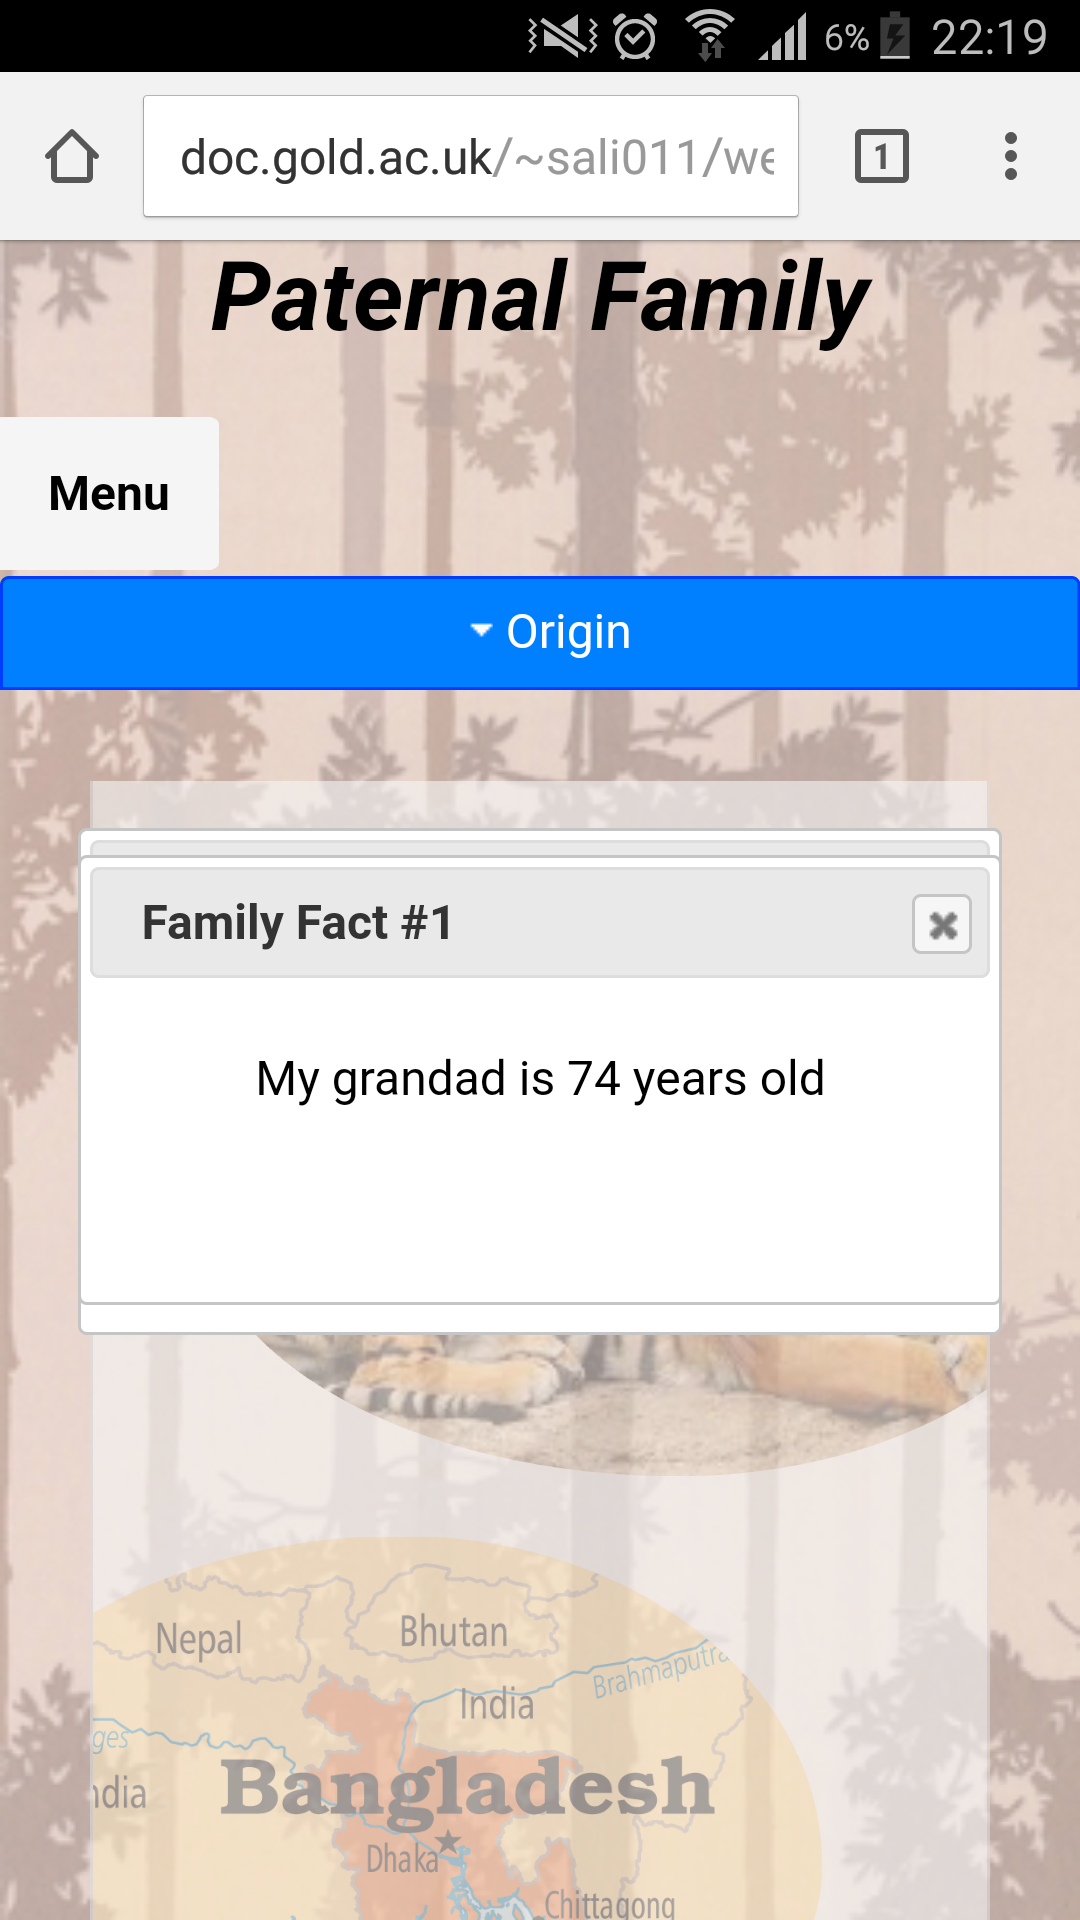 6% 22:19
doc.gold.ac.uk/~sali011/we
1
Paternal Family
Menu
Origin
Family Fact #1
My grandad is 74 years old
Nepal
Bhutan
India
Brahmaputra
ges
ndia
Bangladesh
Dhaka
Chittagong